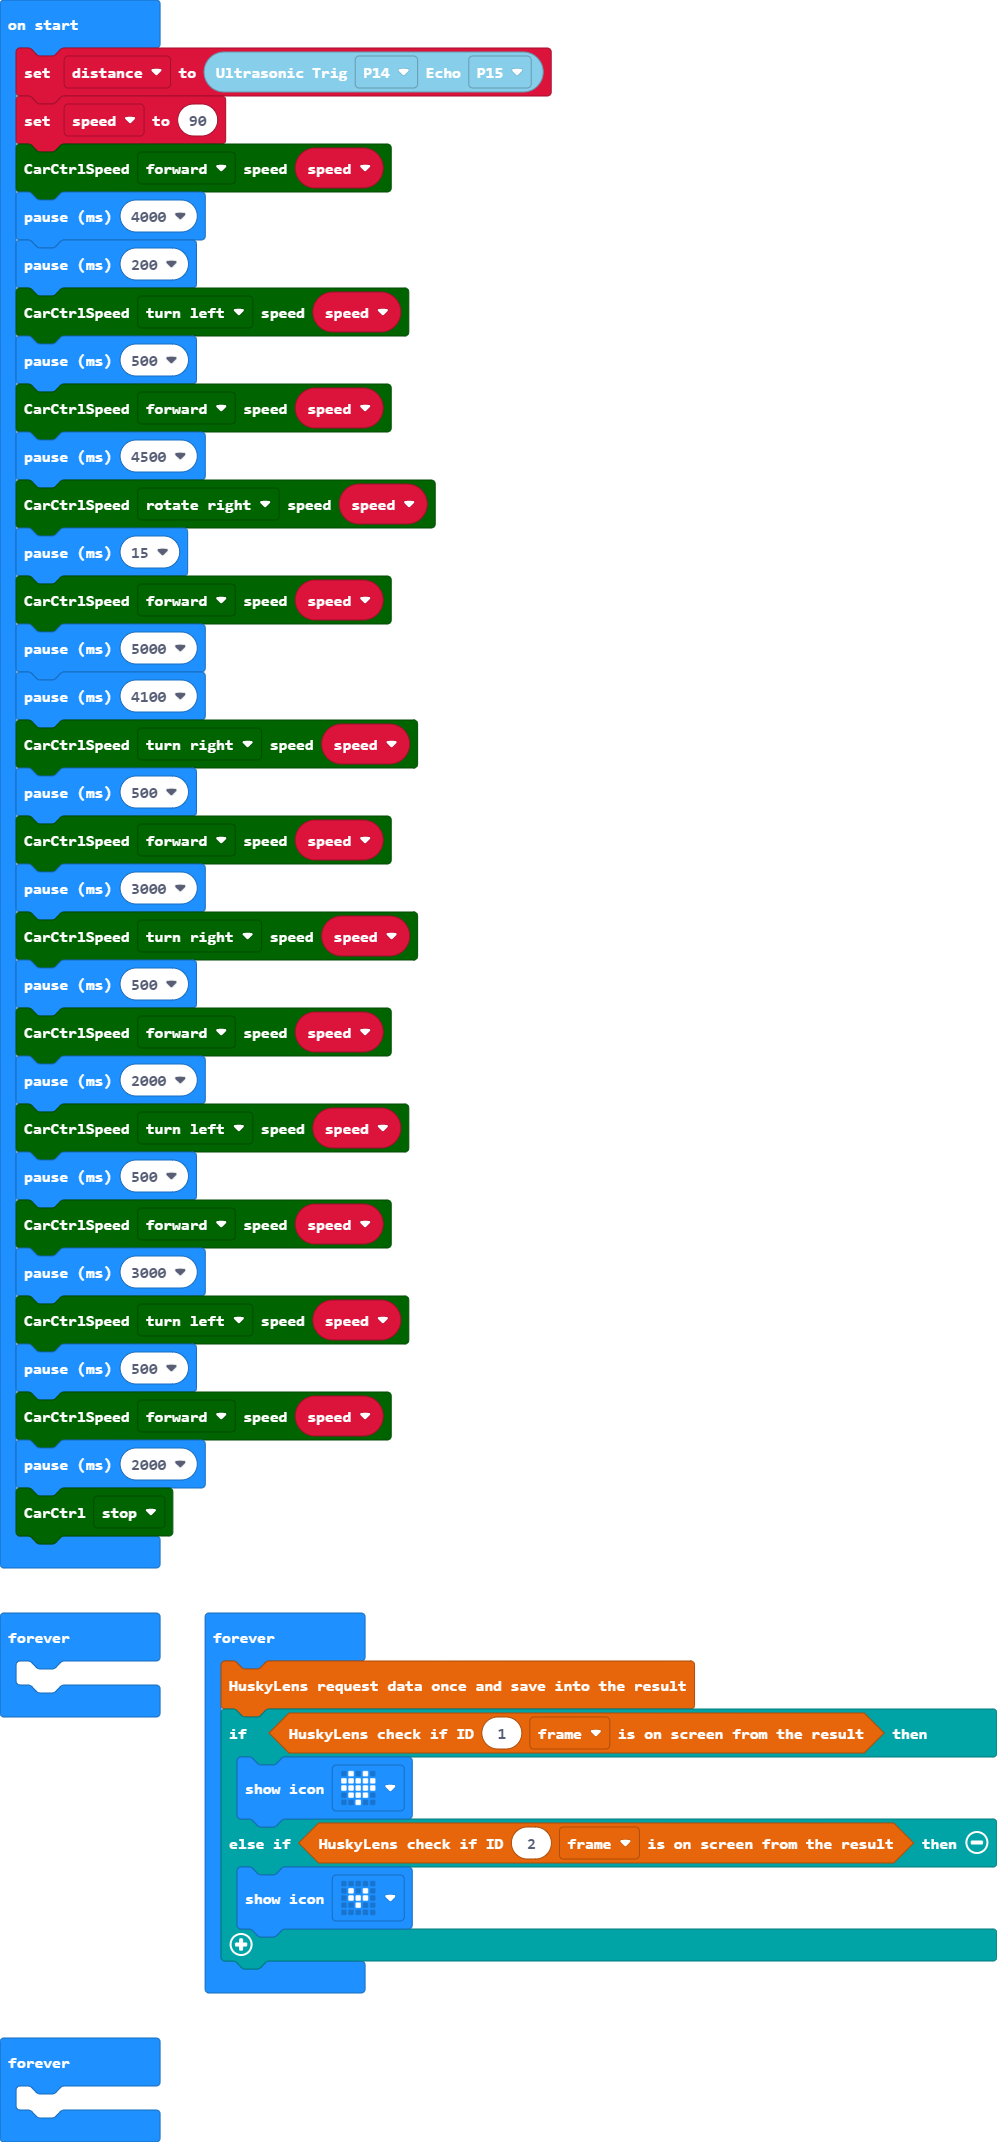 on start
set distance to Ultrasonic Trig P14 Echo P15
set speed to 90
CarCtrlSpeed forward speed speed
pause (ms) 4000
pause (ms) 200
CarCtrlSpeed turn left speed speed
pause (ms) 500
CarCtrlSpeed forward speed speed
pause (ms) 4500
CarCtrlSpeed rotate right speed speed
pause (ms) 15
CarCtrlSpeed forward speed speed
pause (ms) 5000
pause (ms) 4100
CarCtrlSpeed turn right speed speed
pause (ms) 500
CarCtrlSpeed forward speed speed
pause (ms) 3000
CarCtrlSpeed turn right speed speed
pause (ms) 500
CarCtrlSpeed forward speed speed
pause (ms) 2000
CarCtrlSpeed turn left speed speed
pause (ms) 500
CarCtrlSpeed forward speed speed
pause (ms) 3000
CarCtrlSpeed turn left speed speed
pause (ms) 500
CarCtrlSpeed forward speed speed
pause (ms) 2000
CarCtrl stop
forever
forever
HuskyLens request data once and save into the result
if HuskyLens check if ID 1 frame is on screen from the result then
show icon
else if HuskyLens check if ID 2 frame is on screen from the result then
show icon
forever